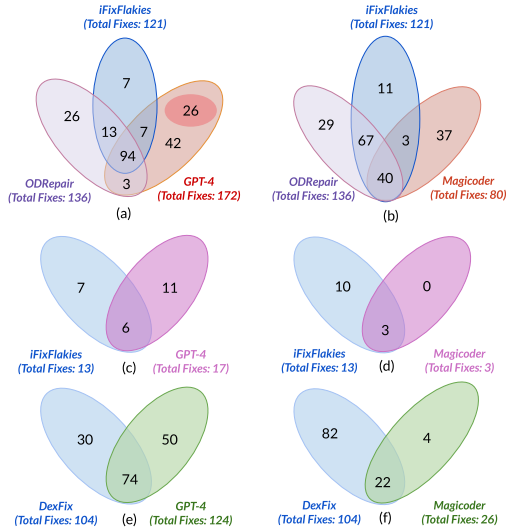 iFixFlakies
(Total Fixes: 121)
7
26
26
13
7
42
94
3
ODRepair
(Total Fixes: 136)
GPT-4
(Total Fixes: 172)
(a)
iFixFlakies
(Total Fixes: 121)
11
29
37
67
3
40
ODRepair
(Total Fixes: 136)
Magicoder
(Total Fixes: 80)
(b)
7
11
6
iFixFlakies
(Total Fixes: 13)
GPT-4
(Total Fixes: 17)
(c)
10
0
3
iFixFlakies
(Total Fixes: 13)
Magicoder
(Total Fixes: 3)
(d)
30
50
74
DexFix
(Total Fixes: 104)
GPT-4
(Total Fixes: 124)
(e)
82
4
22
DexFix
(Total Fixes: 104)
Magicoder
(Total Fixes: 26)
(f)